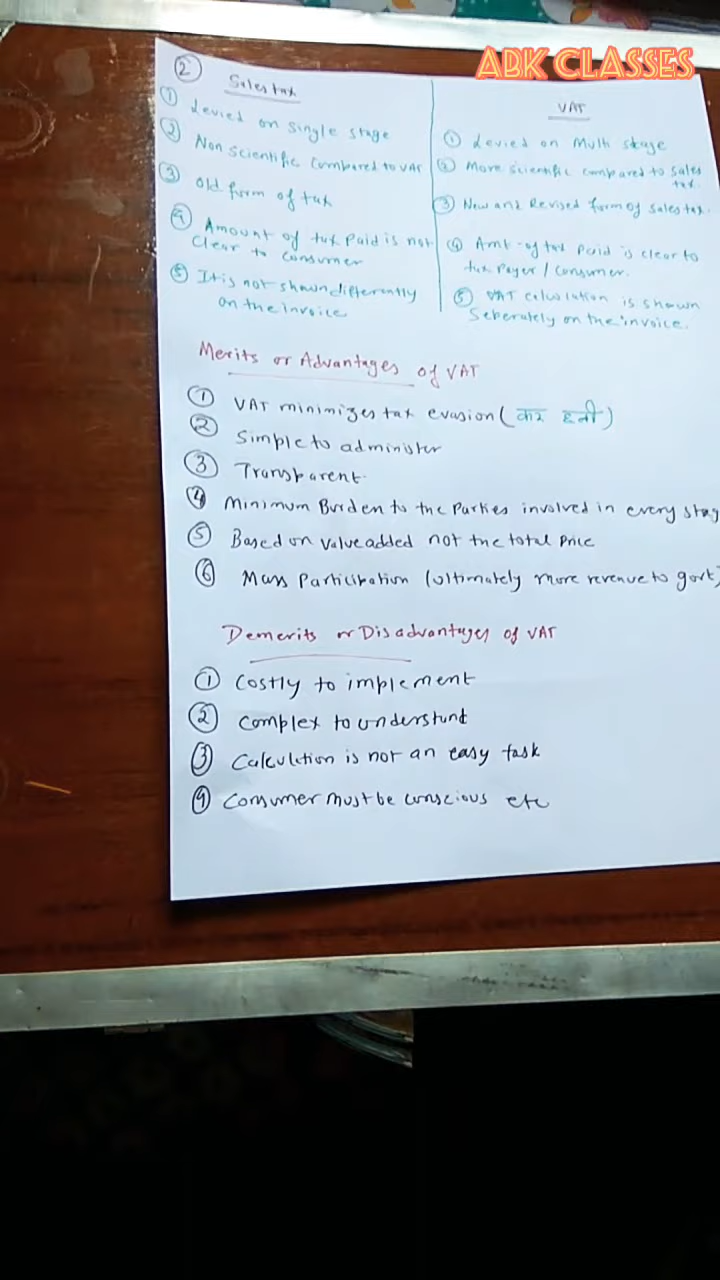 ABK CLASSES
②
Sales tax
① Levied on single stage
② Non scientific compared to VAT
③ Old form of tax
④ Amount of tax paid is not
clear to consumer
⑤ It is not shown differently
on the invoice
VAT
① Levied on Multi stage
② More scientific compared to sales
tax.
③ New and Revised form of sales tax.
④ Amt of tax paid is clear to
tax payer / consumer.
⑤ VAT calculation is shown
Seberately on the invoice.
Merits or Advantages of VAT
① VAT minimizes tax evasion (कर छली)
② Simple to administer
③ Transparent.
④ Minimum Burden to the Parties involved in every stag
⑤ Based on Value added not the total price
⑥ Mass Participation (Ultimately more revenue to govt)
Demerits or Disadvantages of VAT
① Costly to implement
② Complex to understunt
③ Calculation is not an easy task
④ Consumer must be conscious etc